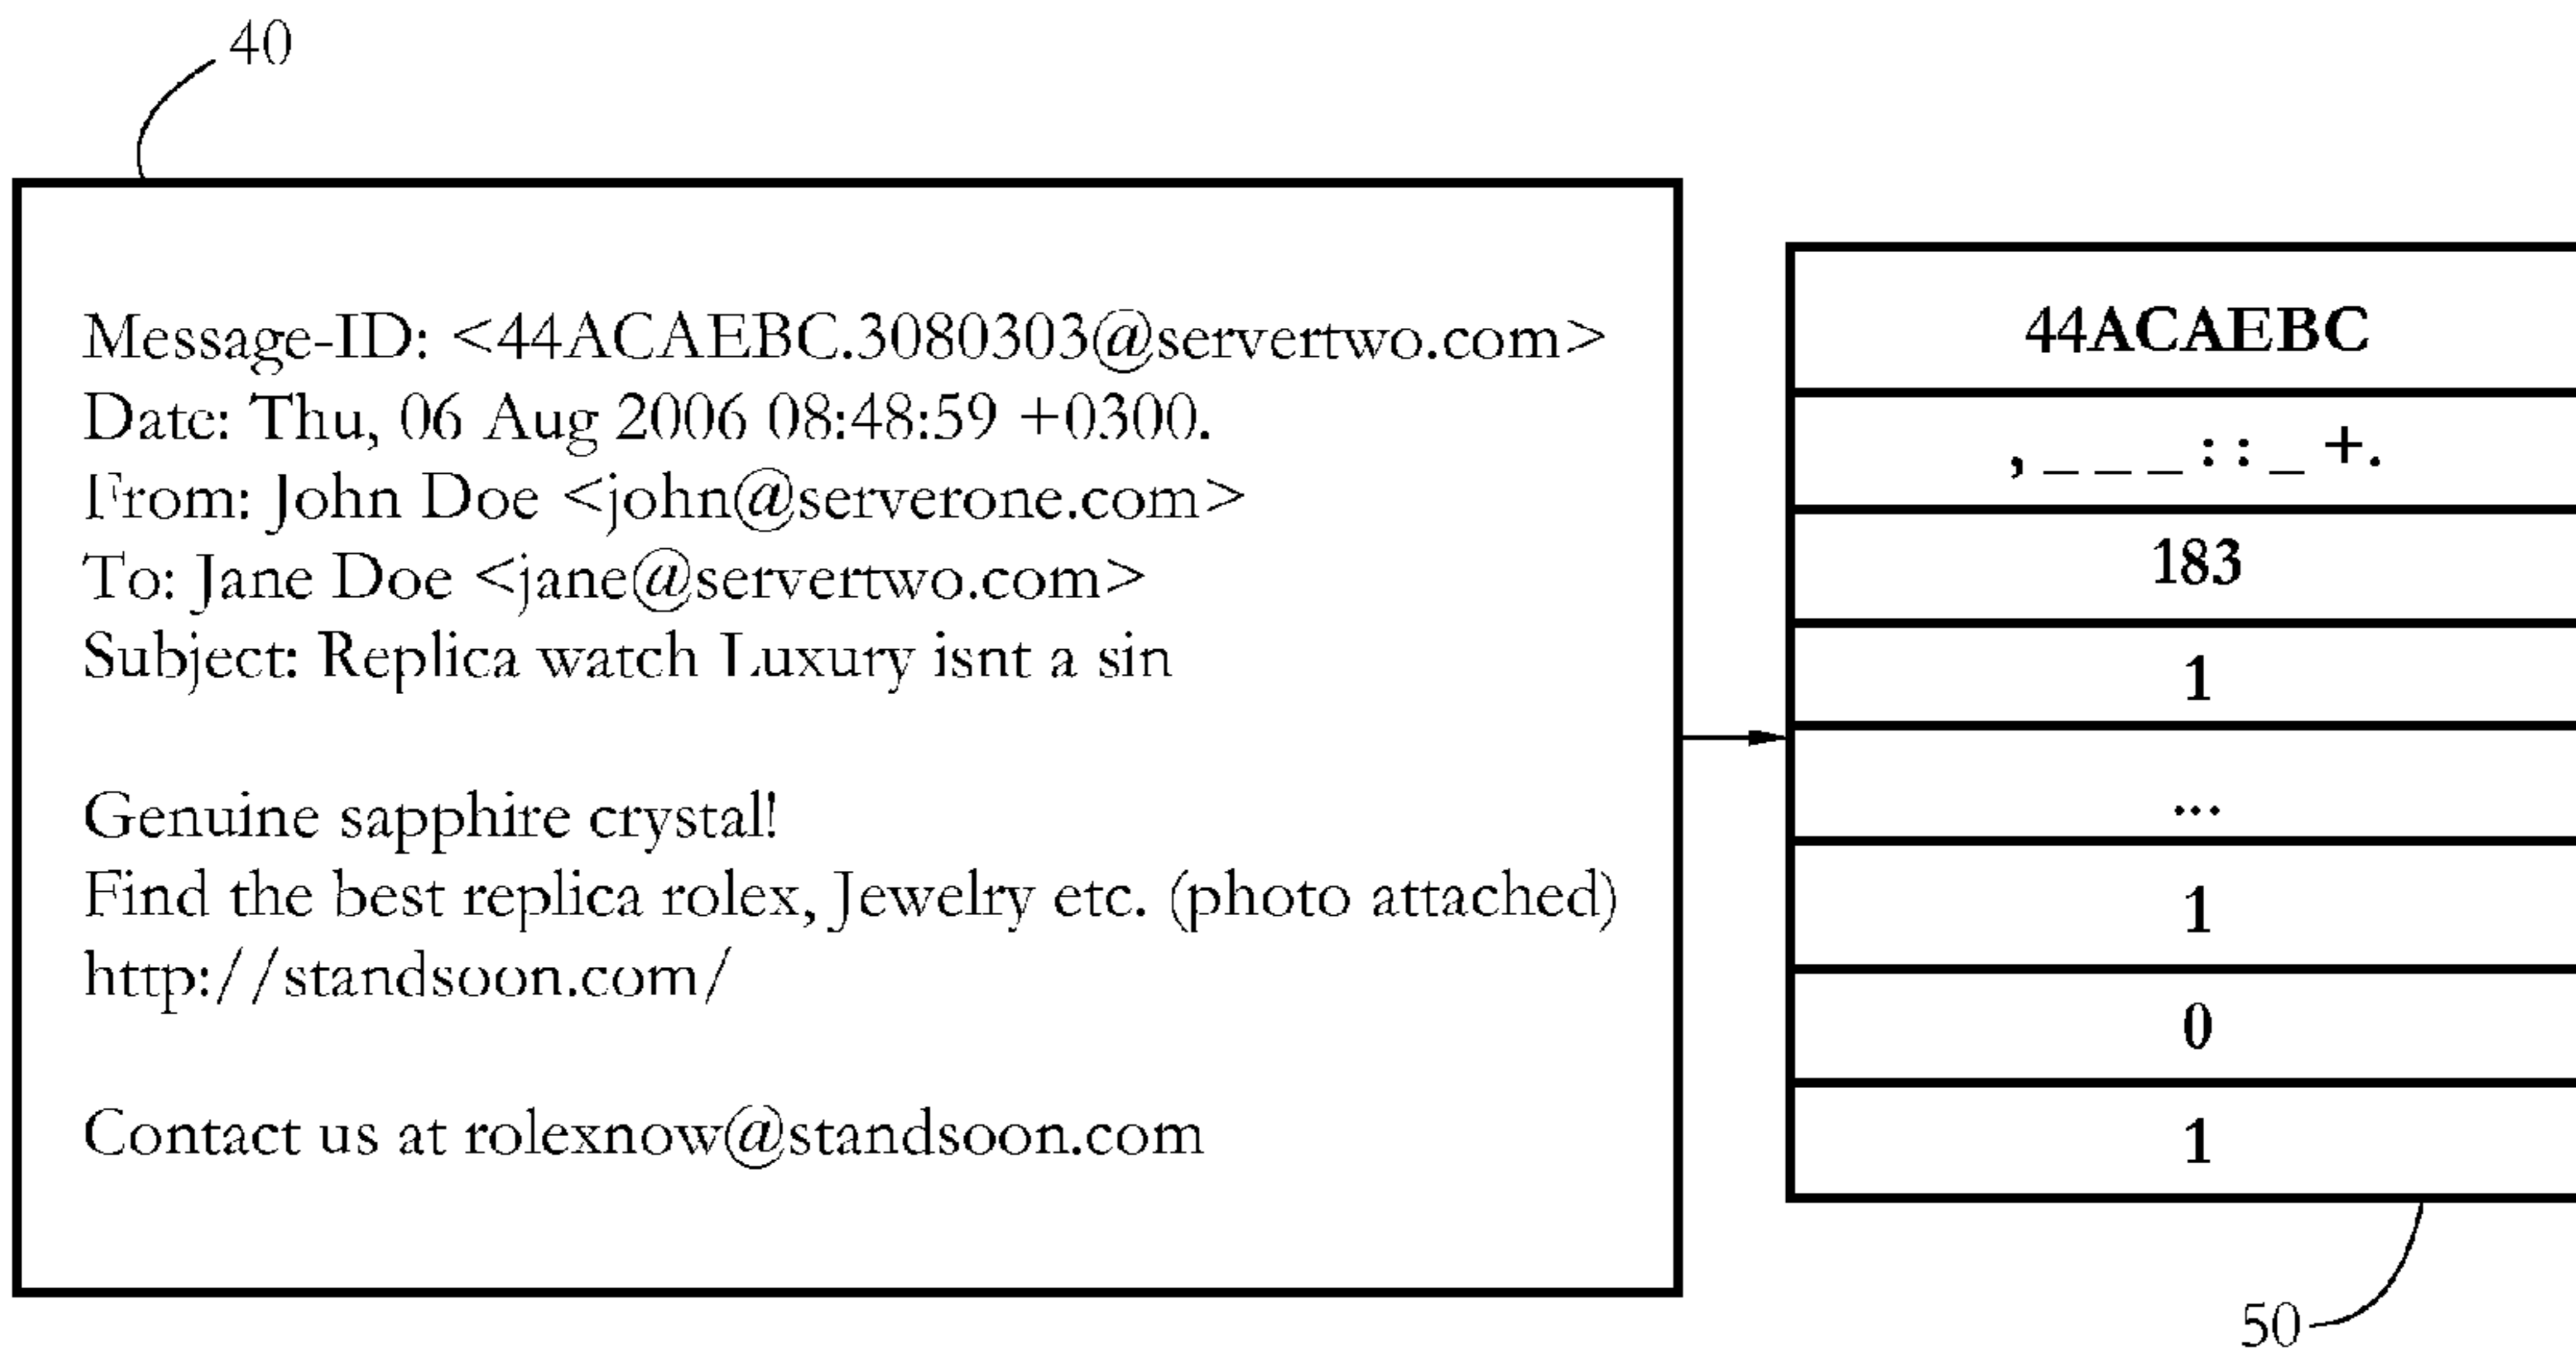 40
Message-ID: <44ACAEBC.3080303@servertwo.com>
Date: Thu, 06 Aug 2006 08:48:59 +0300.
From: John Doe <john@serverone.com>
To: Jane Doe <jane@servertwo.com>
Subject: Replica watch Luxury isnt a sin
Genuine sapphire crystal!
Find the best replica rolex, Jewelry etc. (photo attached)
http://standsoon.com/
Contact us at rolexnow@standsoon.com
44ACAEBC
, _ _ _ : : _ +.
183
1
...
1
0
1
50